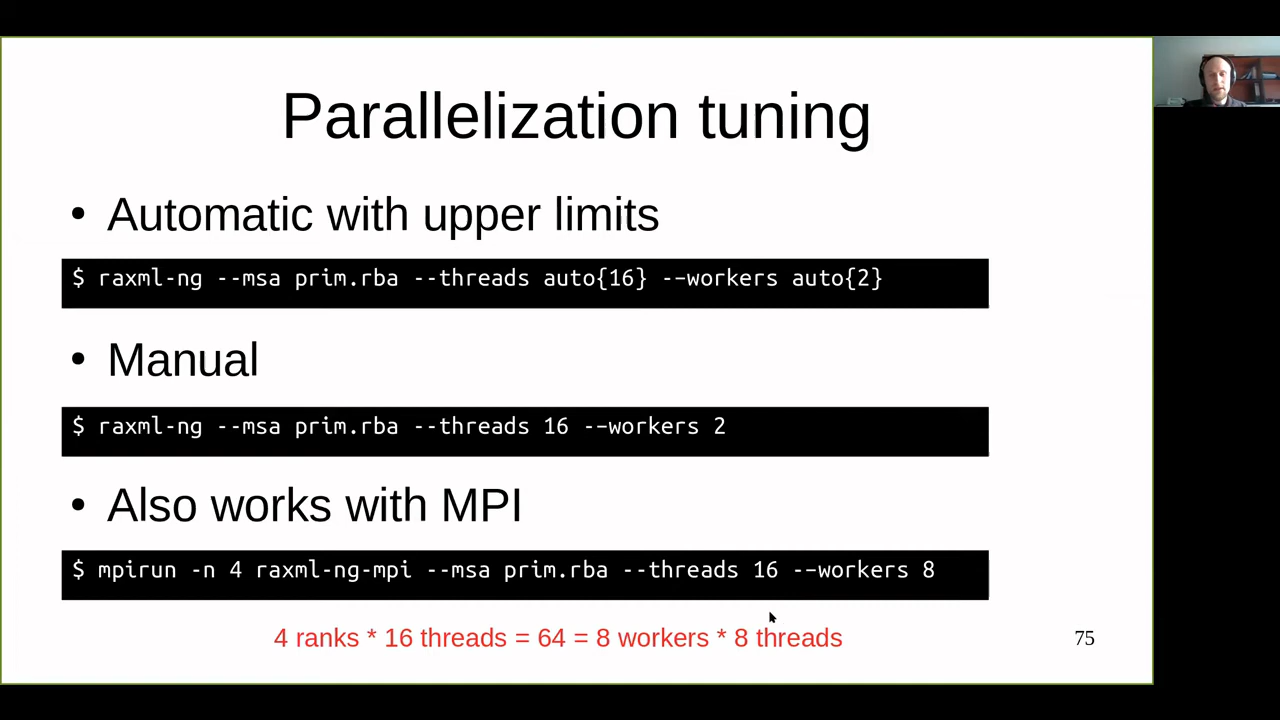 Parallelization tuning
• Automatic with upper limits
$ raxml-ng --msa prim.rba --threads auto{16} --workers auto{2}
• Manual
$ raxml-ng --msa prim.rba --threads 16 --workers 2
• Also works with MPI
$ mpirun -n 4 raxml-ng-mpi --msa prim.rba --threads 16 --workers 8
4 ranks * 16 threads = 64 = 8 workers * 8 threads
75